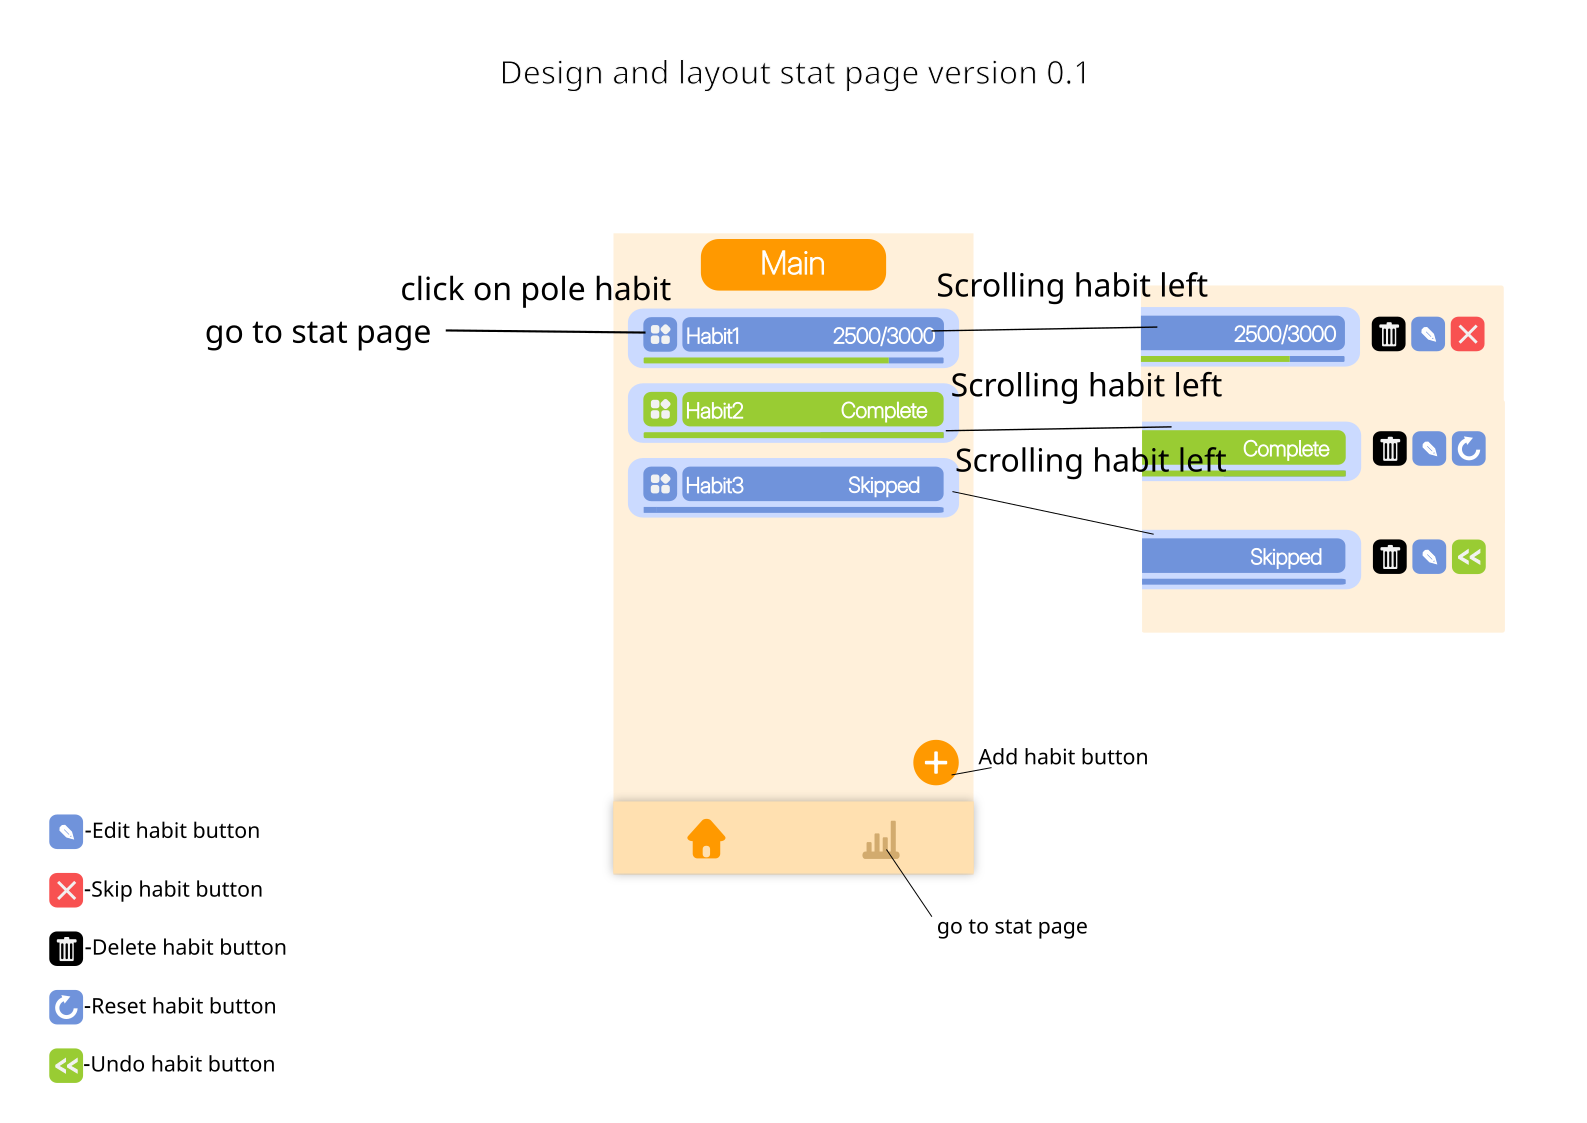 Design and layout stat page version 0.1
Main
click on pole habit
go to stat page
Scrolling habit left
Habit1 2500/3000
2500/3000
Scrolling habit left
Habit2 Complete
Complete
Scrolling habit left
Habit3 Skipped
Skipped
Add habit button
go to stat page
-Edit habit button
-Skip habit button
-Delete habit button
-Reset habit button
-Undo habit button